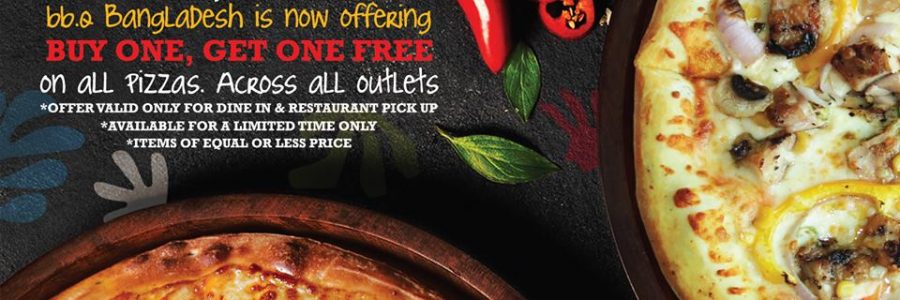 bb.q Bangladesh is now offering
BUY ONE, GET ONE FREE
on all Pizzas. Across all outlets
*OFFER VALID ONLY FOR DINE IN & RESTAURANT PICK UP
*AVAILABLE FOR A LIMITED TIME ONLY
*ITEMS OF EQUAL OR LESS PRICE